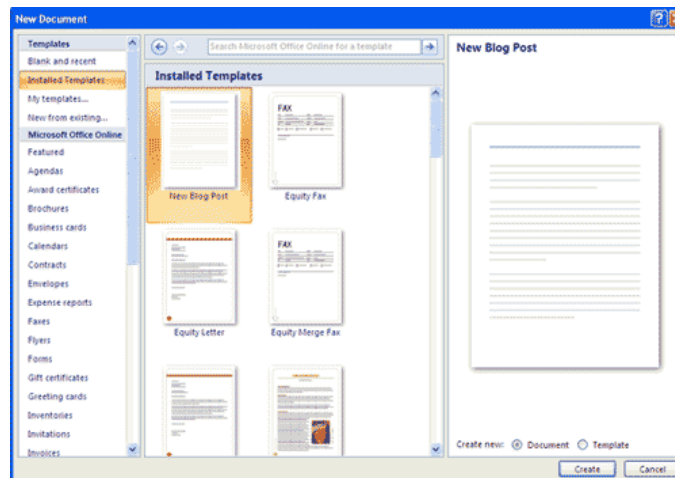 New Document
Templates
Blank and recent
Installed Templates
My templates...
New from existing...
Microsoft Office Online
Featured
Agendas
Award certificates
Brochures
Business cards
Calendars
Contracts
Envelopes
Expense reports
Faxes
Flyers
Forms
Gift certificates
Greeting cards
Inventories
Invitations
Invoices
Search Microsoft Office Online for a template
Installed Templates
New Blog Post
FAX
Equity Fax
Equity Letter
FAX
Equity Merge Fax
New Blog Post
Create new: Document Template
Create Cancel